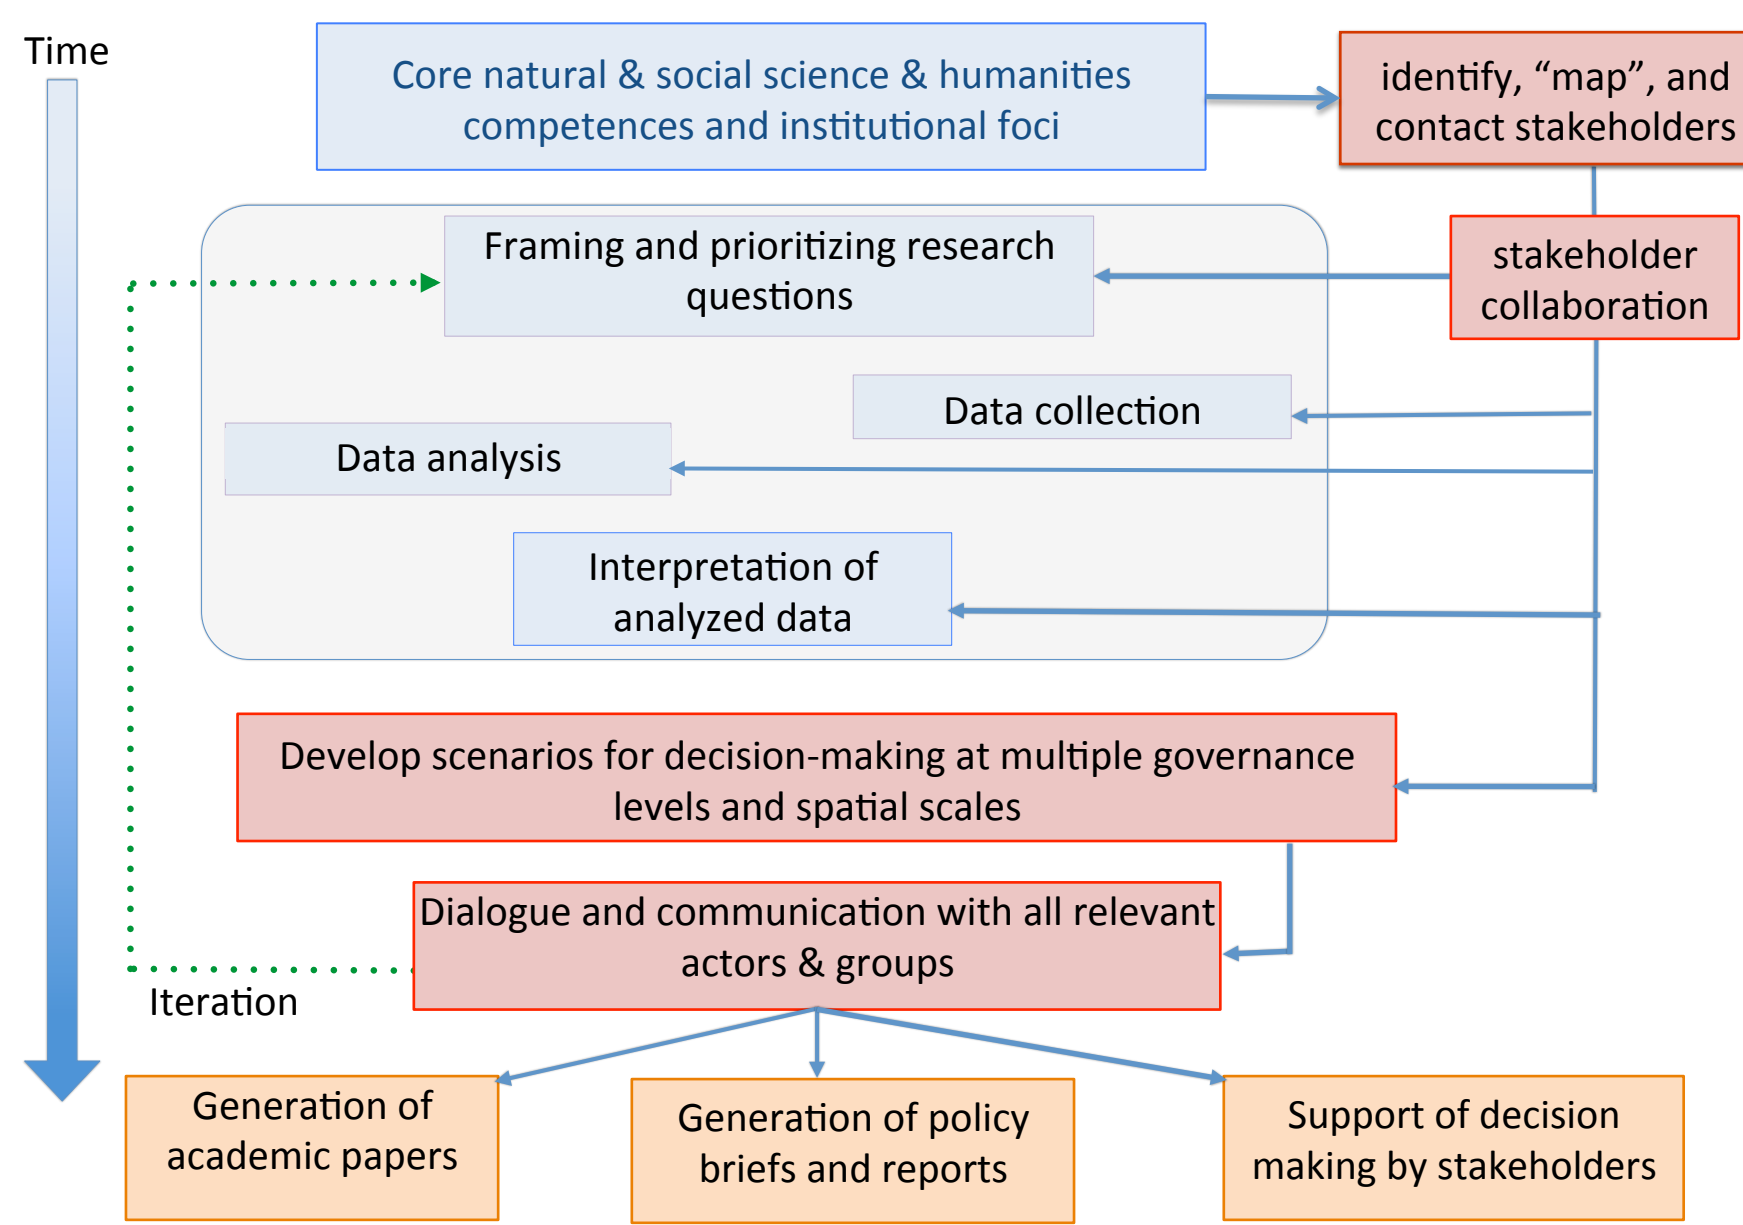 Time
Core natural & social science & humanities
competences and institutional foci
identify, “map”, and
contact stakeholders
Framing and prioritizing research
questions
stakeholder
collaboration
Data collection
Data analysis
Interpretation of
analyzed data
Develop scenarios for decision-making at multiple governance
levels and spatial scales
Dialogue and communication with all relevant
actors & groups
Iteration
Generation of
academic papers
Generation of policy
briefs and reports
Support of decision
making by stakeholders